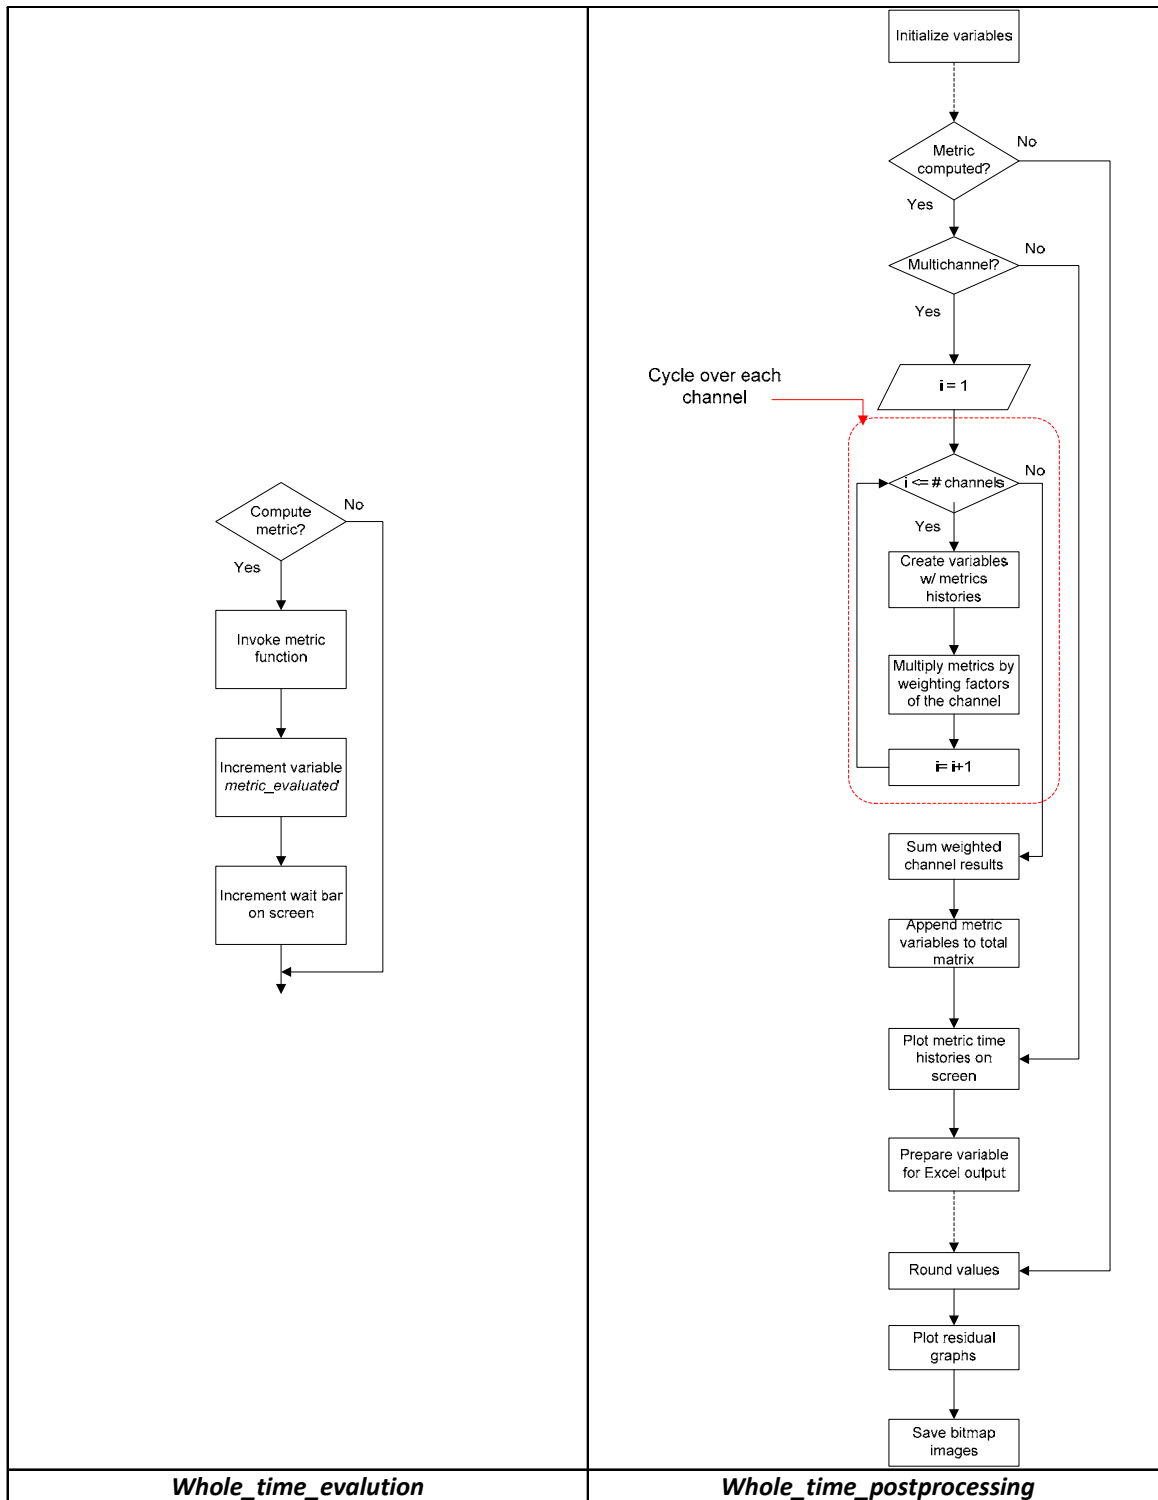 Compute
metric?
No
Yes
Invoke metric
function
Increment variable
metric_evaluated
Increment wait bar
on screen
Whole_time_evalution
Initialize variables
Metric
computed?
No
Yes
Multichannel?
No
Yes
i = 1
Cycle over each
channel
i <= # channels
No
Yes
Create variables
w/ metrics
histories
Multiply metrics by
weighting factors
of the channel
i= i+1
Sum weighted
channel results
Append metric
variables to total
matrix
Plot metric time
histories on
screen
Prepare variable
for Excel output
Round values
Plot residual
graphs
Save bitmap
images
Whole_time_postprocessing